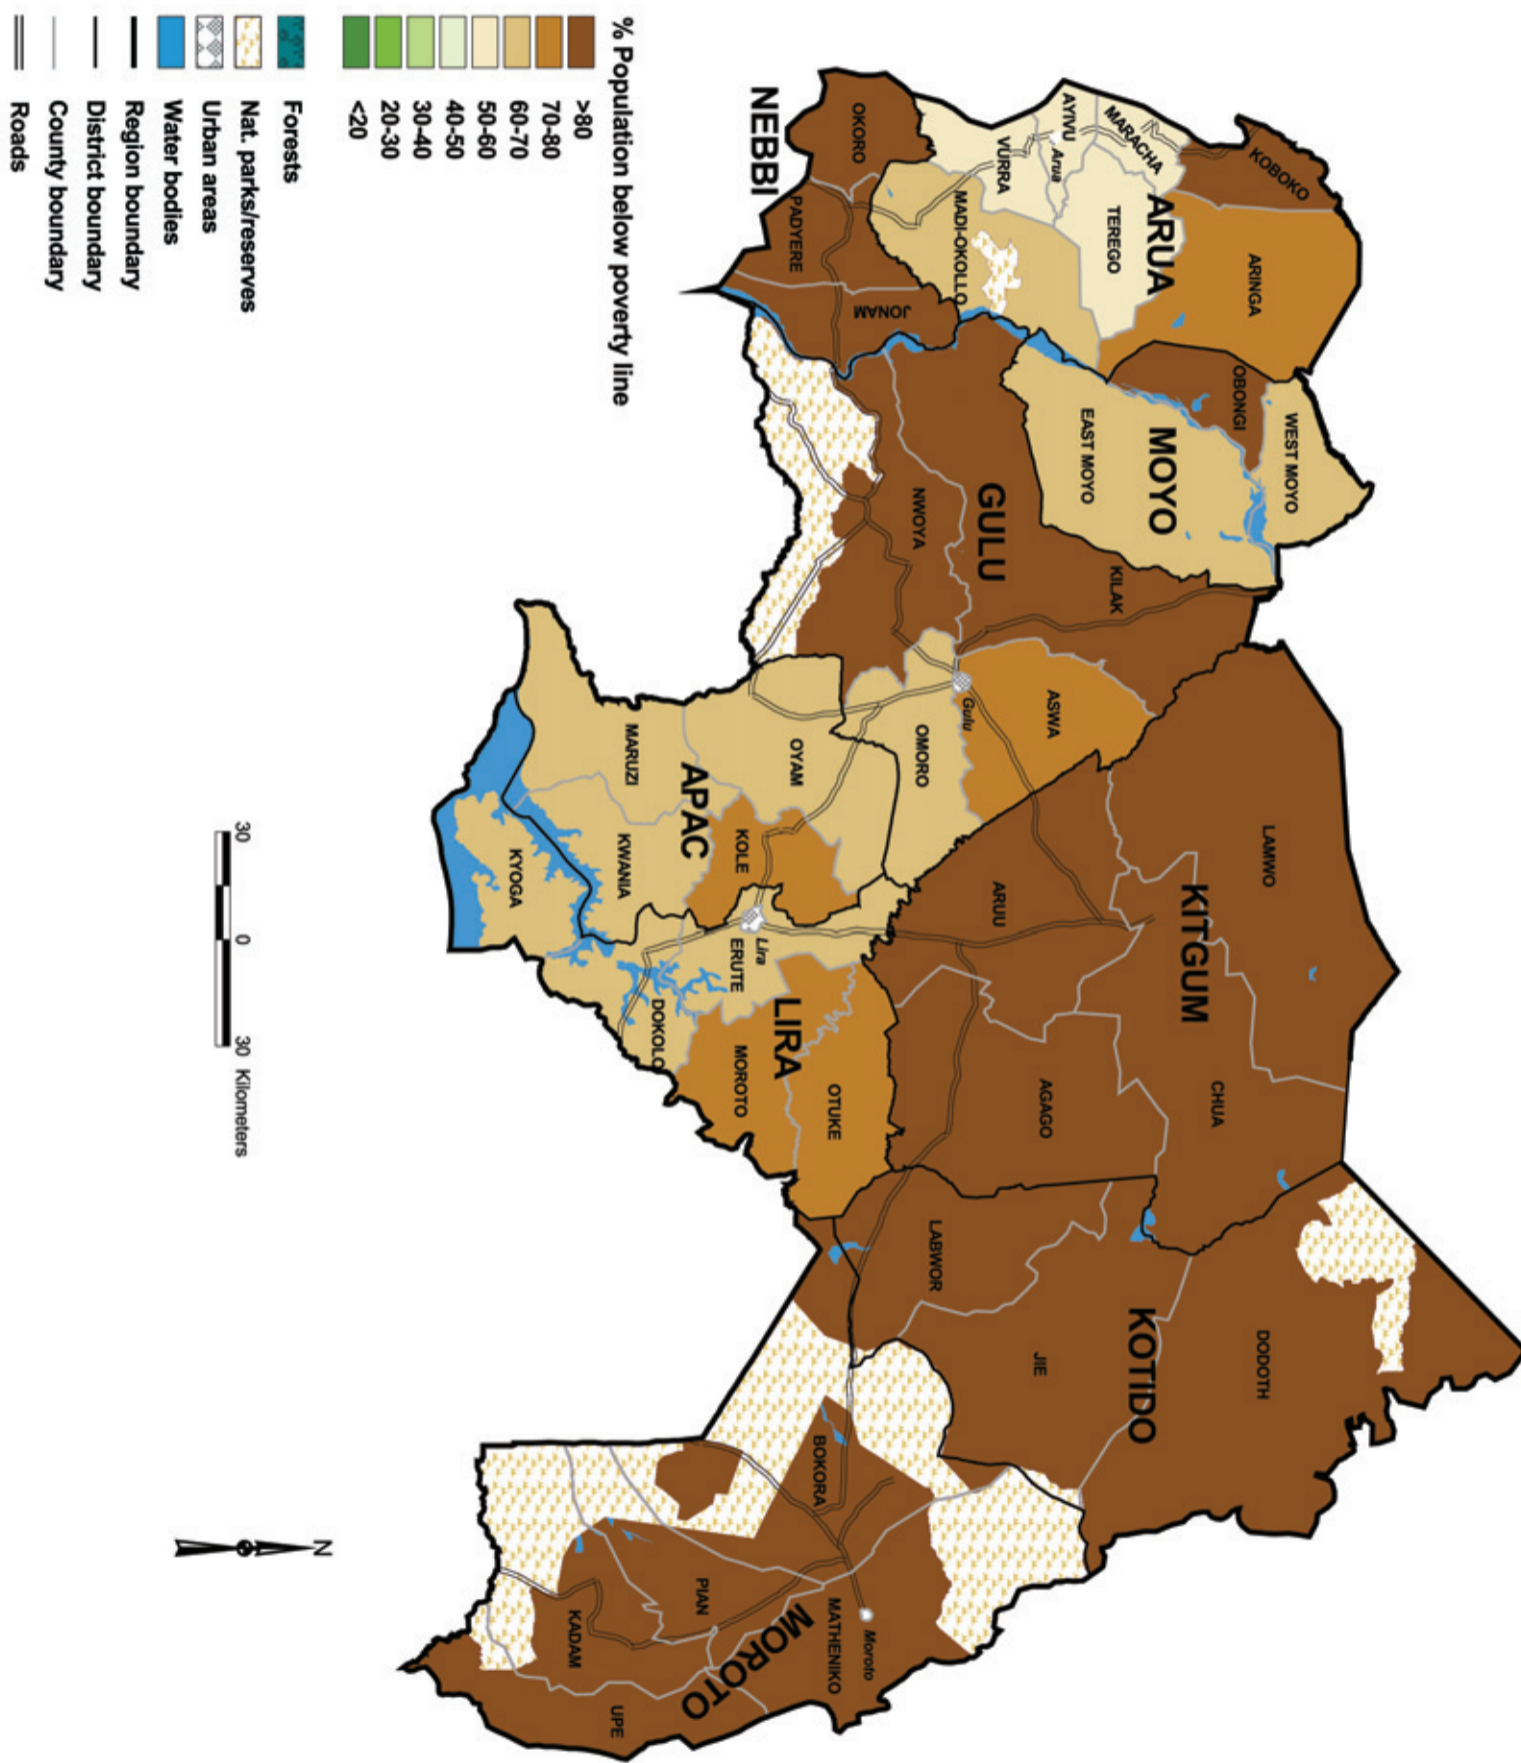 KOBOKO
ARINGA
WEST MOYO
OBONGI
MARACHA
ARUA
AYIVU
Arua
TEREGO
MOYO
EAST MOYO
VURRA
MADI-OKOLLO
OKORO
NEBBI
PADYERE
JONAM
GULU
NWOYA
KILAK
ASWA
Gulu
OMORO
LAMWO
KITGUM
CHUA
ARUU
AGAGO
DODOTH
KOTIDO
JIE
LABWOR
OYAM
MARUZI
APAC
KOLE
KWANIA
KYOGA
Lira
ERUTE
LIRA
DOKOLO
MOROTO
OTUKE
BOKORA
Moroto
MATHENIKO
MOROTO
PIAN
KADAM
UPE
% Population below poverty line
>80
70-80
60-70
50-60
40-50
30-40
20-30
<20
Forests
Nat. parks/reserves
Urban areas
Water bodies
Region boundary
District boundary
County boundary
Roads
30 0 30 Kilometers
N